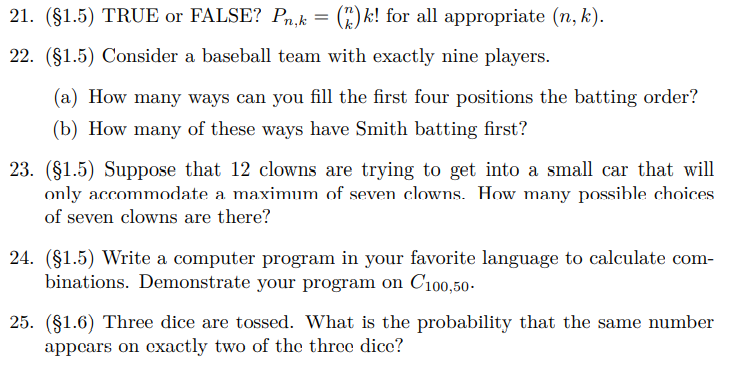 21. (§1.5) TRUE or FALSE? Pₙ,ₖ = (ⁿₖ)k! for all appropriate (n, k).
22. (§1.5) Consider a baseball team with exactly nine players.
(a) How many ways can you fill the first four positions the batting order?
(b) How many of these ways have Smith batting first?
23. (§1.5) Suppose that 12 clowns are trying to get into a small car that will
only accommodate a maximum of seven clowns. How many possible choices
of seven clowns are there?
24. (§1.5) Write a computer program in your favorite language to calculate com-
binations. Demonstrate your program on C₁₀₀,₅₀.
25. (§1.6) Three dice are tossed. What is the probability that the same number
appears on exactly two of the three dice?